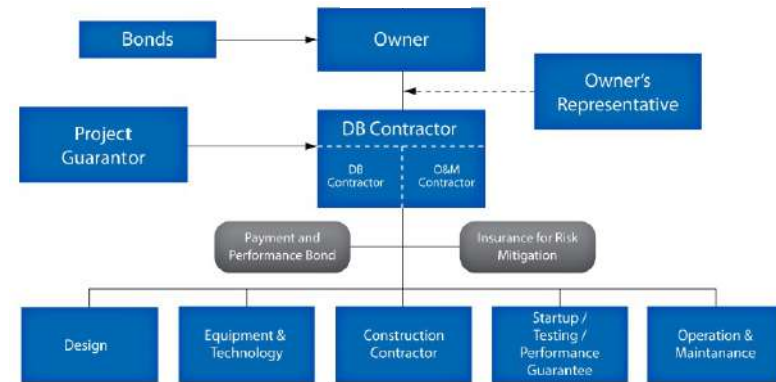 Bonds
Owner
Owner's
Representative
Project
Guarantor
DB Contractor
DB
Contractor
O&M
Contractor
Payment and
Performance Bond
Insurance for Risk
Mitigation
Design
Equipment &
Technology
Construction
Contractor
Startup /
Testing /
Performance
Guarantee
Operation &
Maintanance